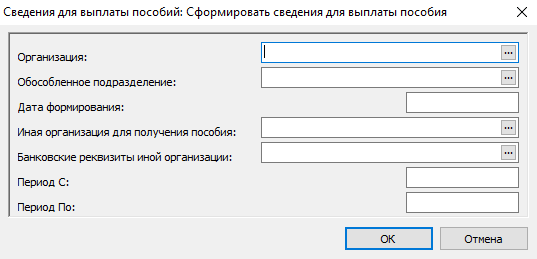 Сведения для выплаты пособий: Сформировать сведения для выплаты пособия
Организация:
...
Обособленное подразделение:
...
Дата формирования:
Иная организация для получения пособия:
...
Банковские реквизиты иной организации:
...
Период С:
Период По:
ОК
Отмена